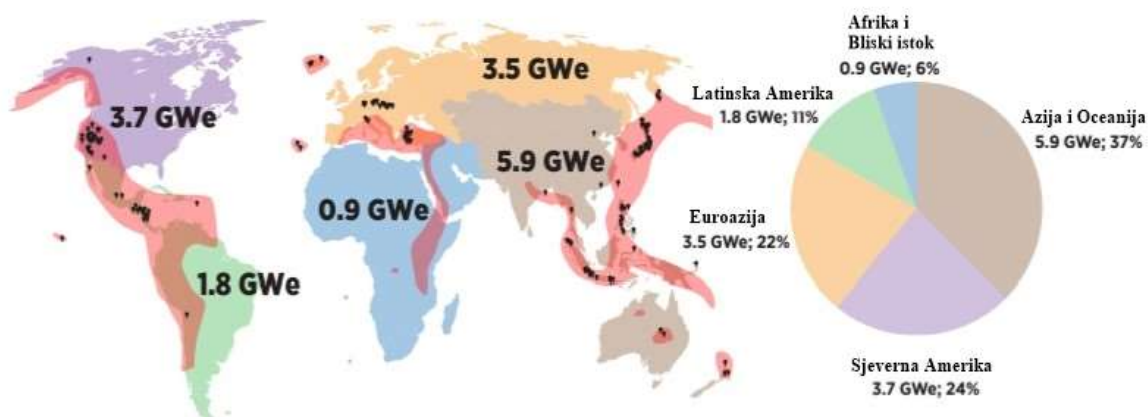 3.7 GWe
3.5 GWe
5.9 GWe
0.9 GWe
1.8 GWe
Afrika i
Bliski istok
0.9 GWe; 6%
Latinska Amerika
1.8 GWe; 11%
Azija i Oceanija
5.9 GWe; 37%
Euroazija
3.5 GWe; 22%
Sjeverna Amerika
3.7 GWe; 24%